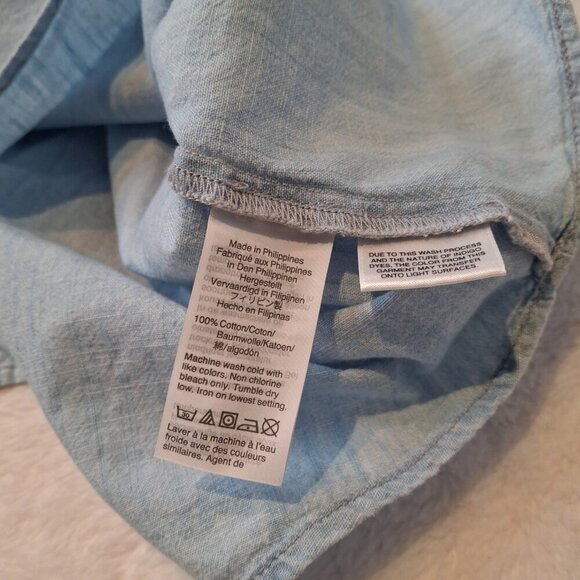 Made in Philippines
Fabriqué aux Philippines
in Den Philippinen
Hergestellt
Vervaardigd in Filipijnen
フィリピン製
Hecho en Filipinas
100% Cotton/Coton/
Baumwolle/Katoen/
綿/algodón
Machine wash cold with
like colors. Non chlorine
bleach only. Tumble dry
low. Iron on lowest setting.
30
Laver à la machine à l'eau
froide avec des couleurs
similaires. Agent de
DUE TO THIS WASH PROCESS
AND THE NATURE OF INDIGO
DYES, THE COLOR FROM THIS
GARMENT MAY TRANSFER
ONTO LIGHT SURFACES.